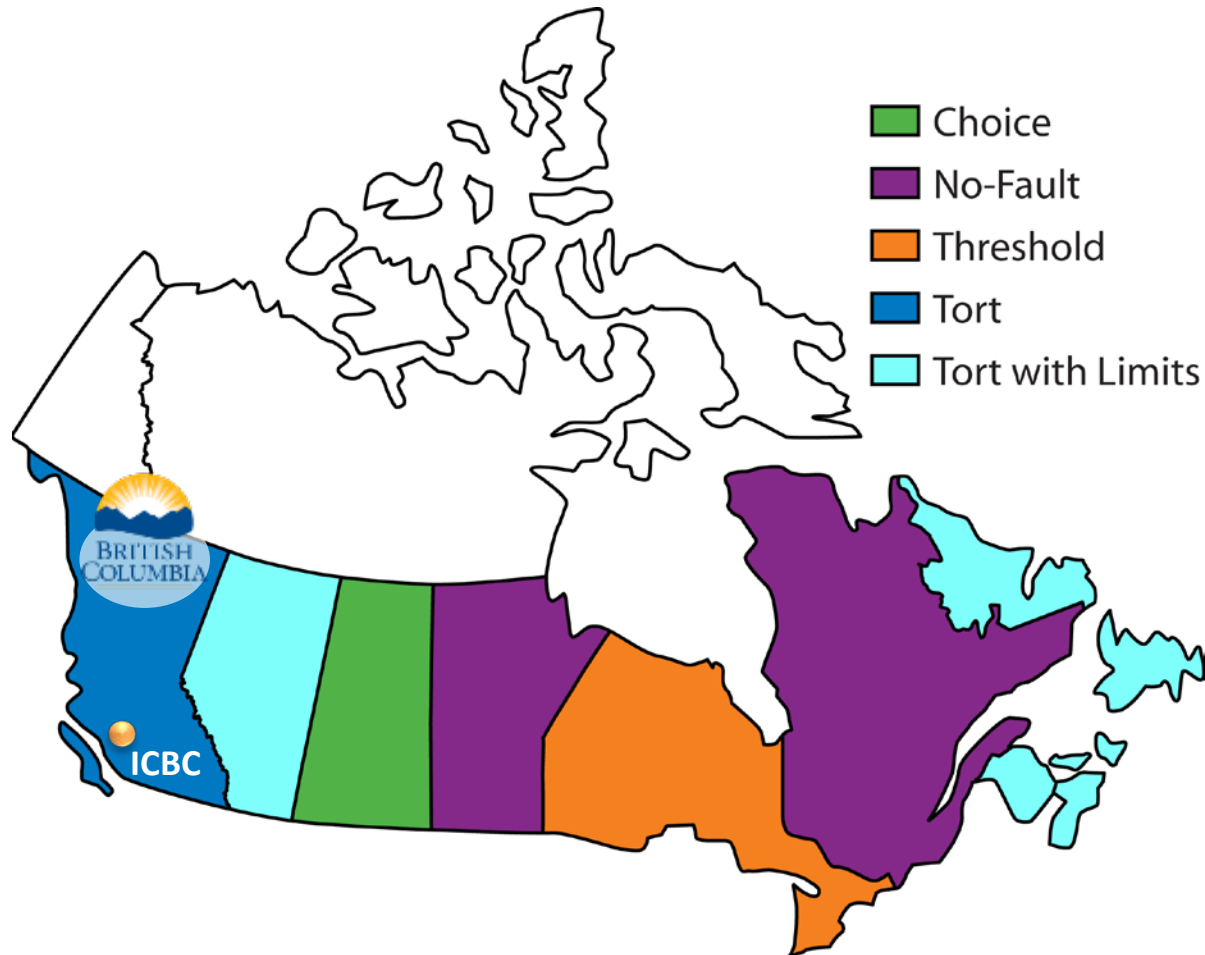 Choice
No-Fault
Threshold
Tort
Tort with Limits
BRITISH
COLUMBIA
ICBC